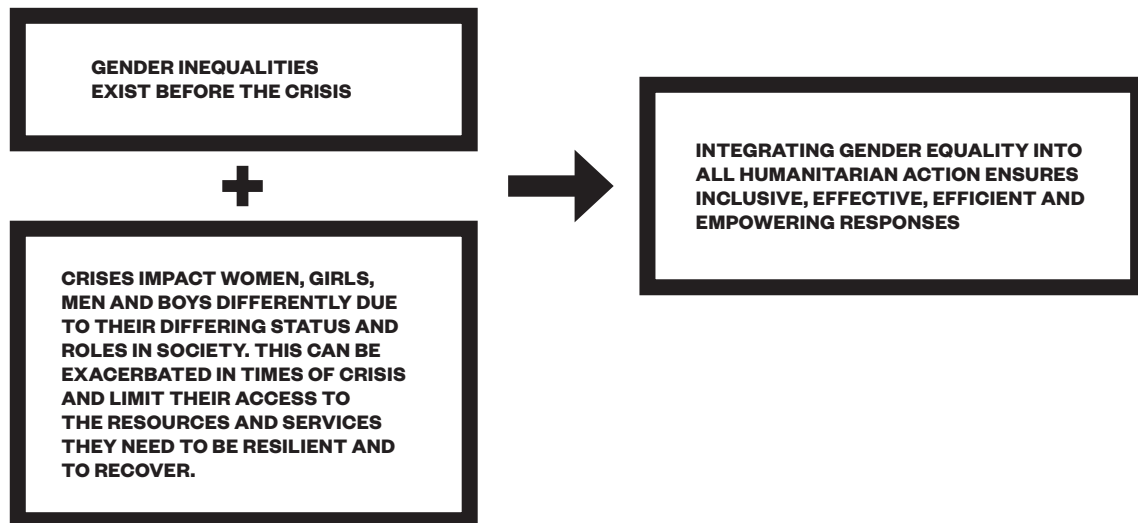 GENDER INEQUALITIES
EXIST BEFORE THE CRISIS
+
CRISES IMPACT WOMEN, GIRLS,
MEN AND BOYS DIFFERENTLY DUE
TO THEIR DIFFERING STATUS AND
ROLES IN SOCIETY. THIS CAN BE
EXACERBATED IN TIMES OF CRISIS
AND LIMIT THEIR ACCESS TO
THE RESOURCES AND SERVICES
THEY NEED TO BE RESILIENT AND
TO RECOVER.
INTEGRATING GENDER EQUALITY INTO
ALL HUMANITARIAN ACTION ENSURES
INCLUSIVE, EFFECTIVE, EFFICIENT AND
EMPOWERING RESPONSES